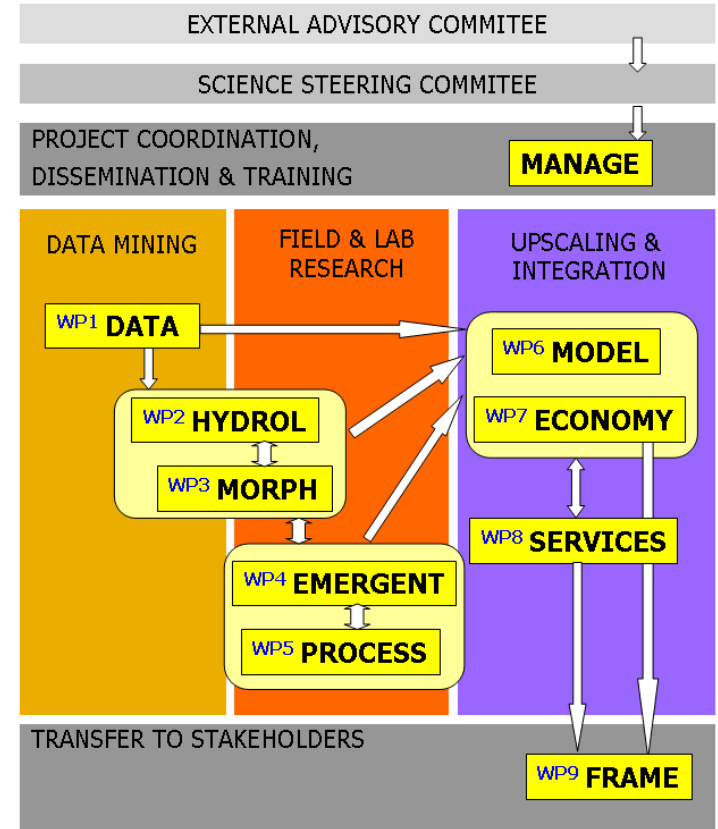 EXTERNAL ADVISORY COMMITEE
SCIENCE STEERING COMMITEE
PROJECT COORDINATION,
DISSEMINATION & TRAINING
MANAGE
DATA MINING
FIELD & LAB
RESEARCH
UPSCALING &
INTEGRATION
WP1 DATA
WP6 MODEL
WP2 HYDROL
WP7 ECONOMY
WP3 MORPH
WP8 SERVICES
WP4 EMERGENT
WP5 PROCESS
TRANSFER TO STAKEHOLDERS
WP9 FRAME